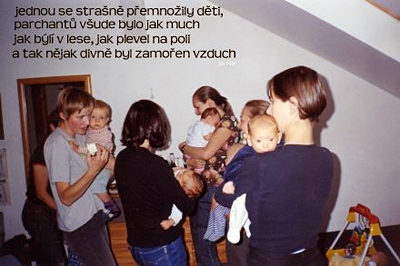 jednou se strašně přemnožily děti,
parchantů všude bylo jak much
jak býlí v lese, jak plevel na poli
a tak nějak divně byl zamořen vzduch